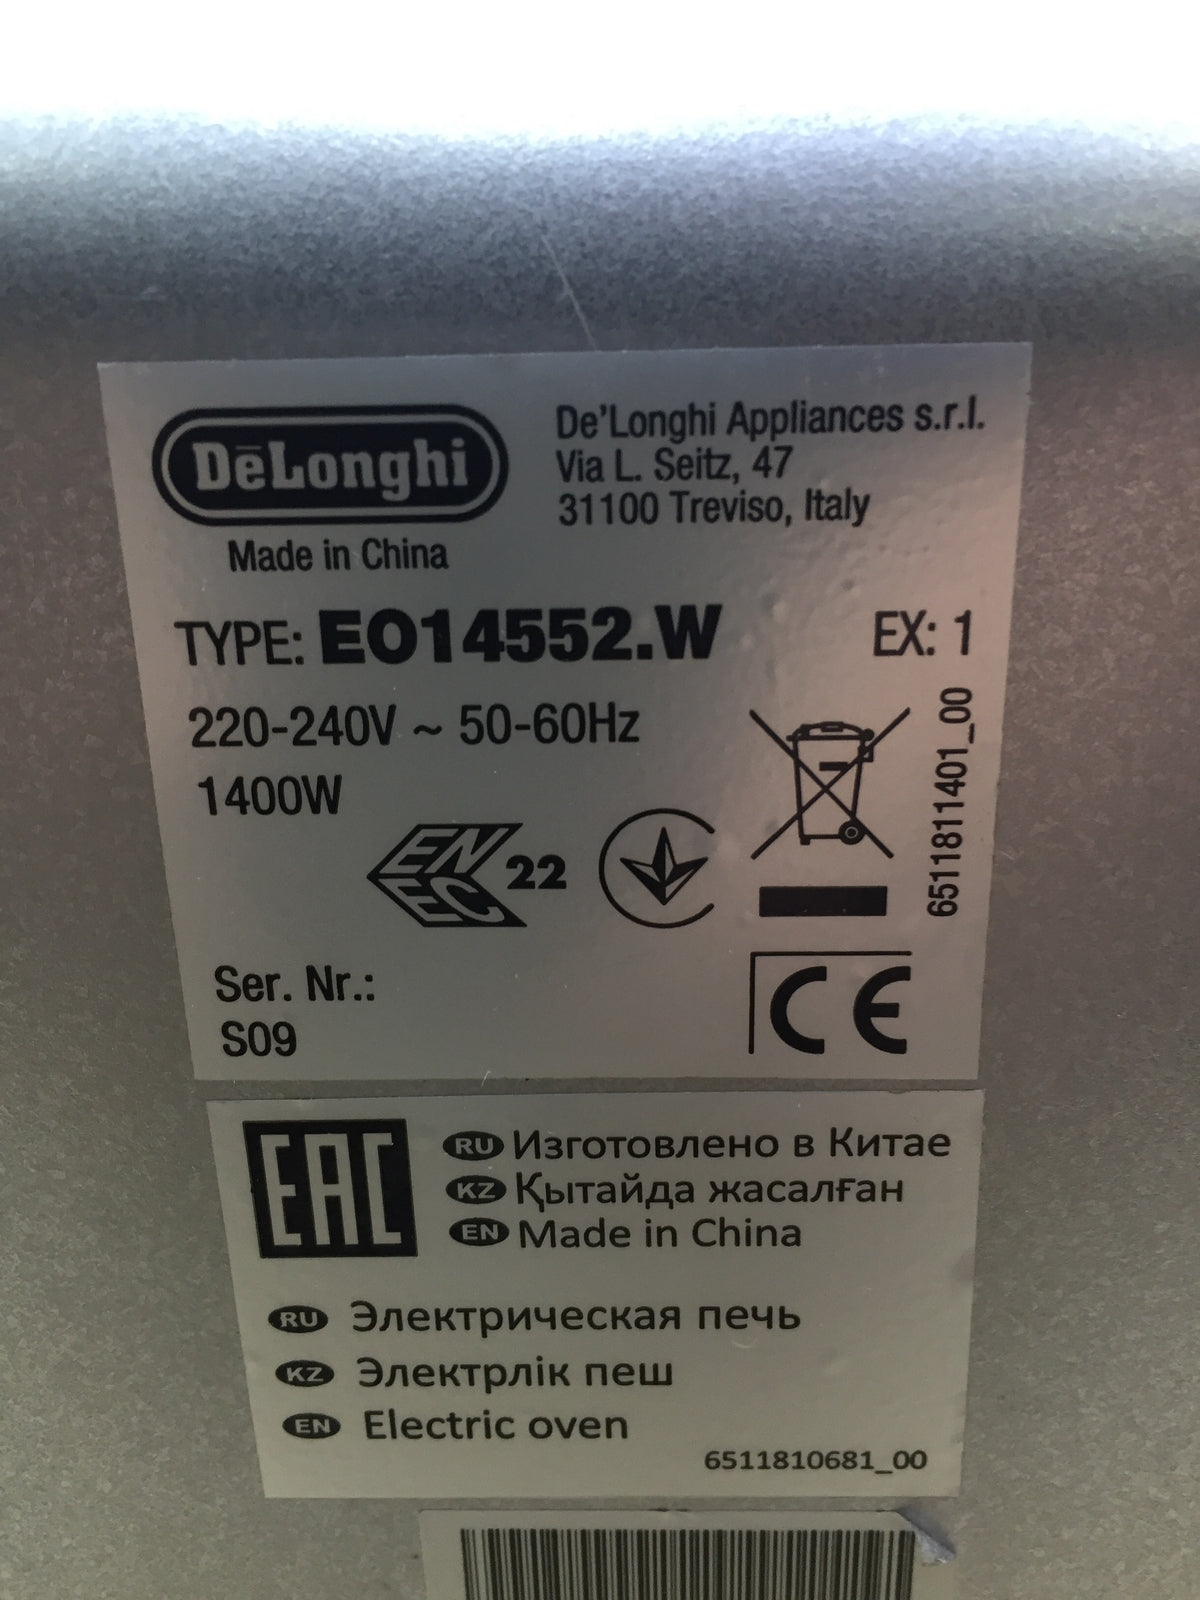 DēLonghi
Made in China
De'Longhi Appliances s.r.l.
Via L. Seitz, 47
31100 Treviso, Italy
TYPE: EO14552.W
EX: 1
220-240V ~ 50-60Hz
1400W
EN
EC
22
6511811401_00
Ser. Nr.:
S09
CE
EAC
RU Изготовлено в Китае
KZ Қытайда жасалған
EN Made in China
RU Электрическая печь
KZ Электрлік пеш
EN Electric oven
6511810681_00